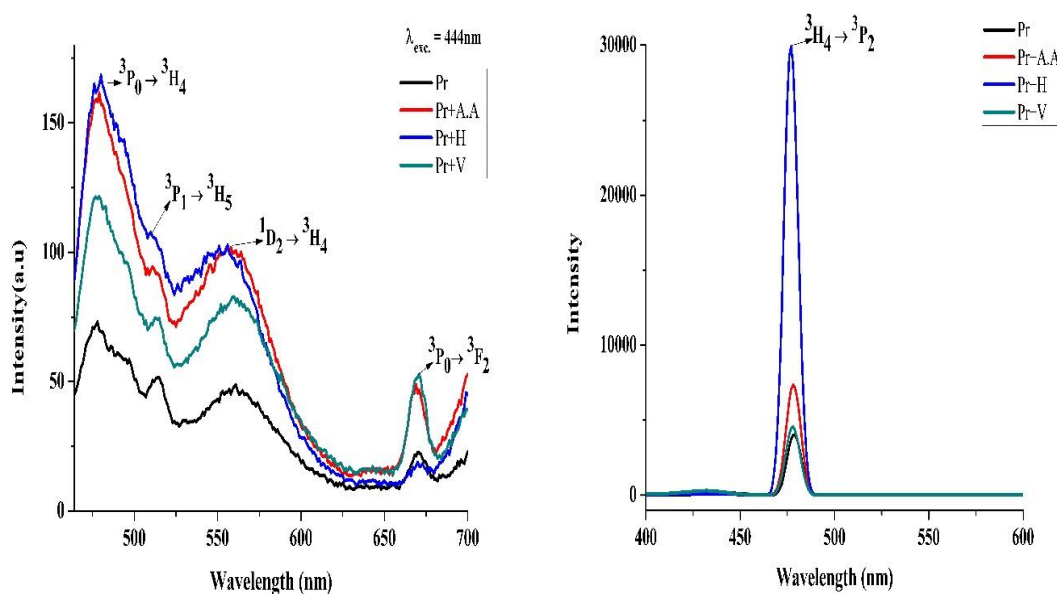 λexc. = 444nm
Pr
Pr+A.A
Pr+H
Pr+V
³P₀→³H₄
³P₁→³H₅
¹D₂→³H₄
³P₀→³F₂
150
100
50
0
Intensity(a.u)
500 550 600 650 700
Wavelength (nm)
³H₄→³P₂
Pr
Pr-A.A
Pr-H
Pr-V
30000
20000
10000
0
Intensity
400 450 500 550 600
Wavelength (nm)